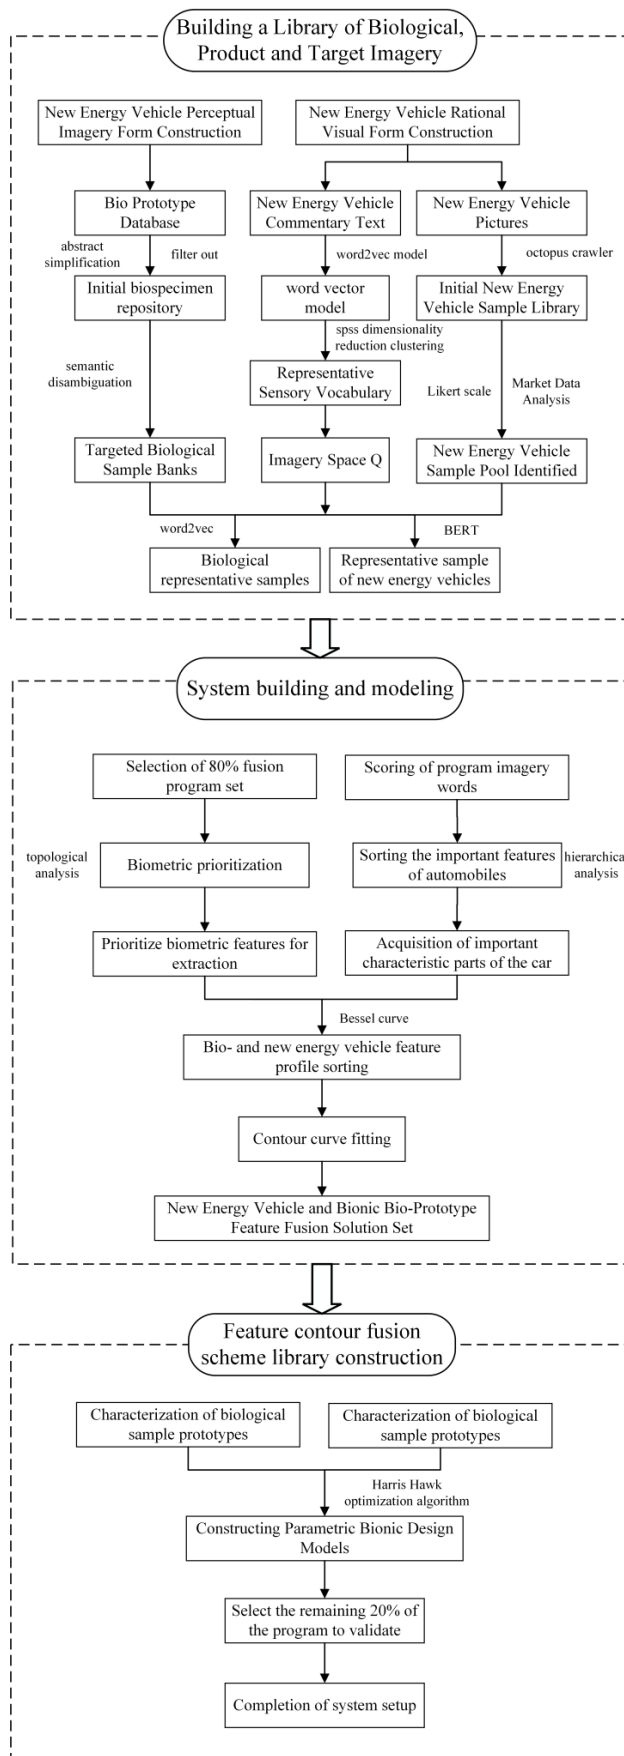 Building a Library of Biological,
Product and Target Imagery
New Energy Vehicle Perceptual
Imagery Form Construction
New Energy Vehicle Rational
Visual Form Construction
Bio Prototype
Database
New Energy Vehicle
Commentary Text
New Energy Vehicle
Pictures
abstract
simplification
filter out
word2vec model
octopus crawler
Initial biospecimen
repository
word vector
model
Initial New Energy
Vehicle Sample Library
spss dimensionality
reduction clustering
semantic
disambiguation
Representative
Sensory Vocabulary
Likert scale
Market Data
Analysis
Targeted Biological
Sample Banks
Imagery Space Q
New Energy Vehicle
Sample Pool Identified
word2vec
BERT
Biological
representative samples
Representative sample
of new energy vehicles
System building and modeling
Selection of 80% fusion
program set
Scoring of program imagery
words
topological
analysis
Biometric prioritization
Sorting the important features
of automobiles
hierarchical
analysis
Prioritize biometric features for
extraction
Acquisition of important
characteristic parts of the car
Bessel curve
Bio- and new energy vehicle feature
profile sorting
Contour curve fitting
New Energy Vehicle and Bionic Bio-Prototype
Feature Fusion Solution Set
Feature contour fusion
scheme library construction
Characterization of biological
sample prototypes
Characterization of biological
sample prototypes
Harris Hawk
optimization algorithm
Constructing Parametric Bionic Design
Models
Select the remaining 20% of
the program to validate
Completion of system setup